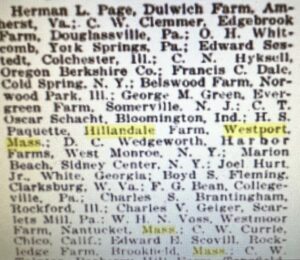 Herman L. Page, Dulwich Farm, Am-
herst, Va.; C. W. Clemmer, Edgebrook
Farm, Douglassville, Pa.; O. H. Whit-
comb, York Springs, Pa.; Edward Ses-
tedt, Colchester, Ill.; C. N. Hyksell,
Oregon Berkshire Co.; Francis C. Dale,
Cold Spring, N. Y.; Belswood Farm, Nor-
wood Park, Ill.; George M. Green, Ever-
green Farm, Somerville, N. J.; C. T.
Oscar Schacht, Bloomington, Ind.; H. S.
Paquette, Hillandale Farm, Westport,
Mass.; D. C. Wedgeworth, Harbor
Farms, West Monroe, N. Y.; Marion
Beach, Sidney Center, N. Y.; Joel Hurt,
Jr., White, Georgia; Boyd S. Fleming,
Clarksburg, W. Va.; F. G. Bean, College-
ville, Pa.; Charles S. Brantingham,
Rockford, Ill.; Charles Geiger, Scar-
lets Mill, Pa.; W. H. N. Voss, Westmoor
Farm, Nantucket, Mass.; C. W. Currie,
Chico, Calif.; Edward E. Scovill, Rock-
ledge Farm, Brookfield, Mass.; C. W.